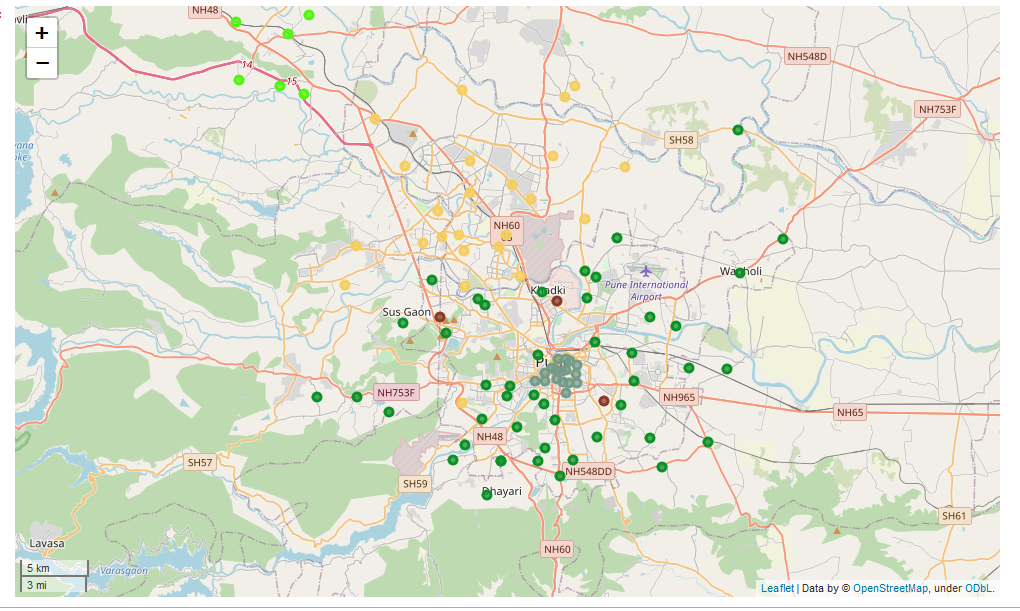 NH48
+
−
14
15
NH548D
NH753F
SH58
NH60
Wagholi
Khadki
Pune International
Airport
Sus Gaon
NH753F
NH965
NH65
NH48
SH57
NH548DD
SH59
Dhayari
SH61
Lavasa
NH60
5 km
3 mi
Varasgaon
Leaflet | Data by © OpenStreetMap, under ODbL.